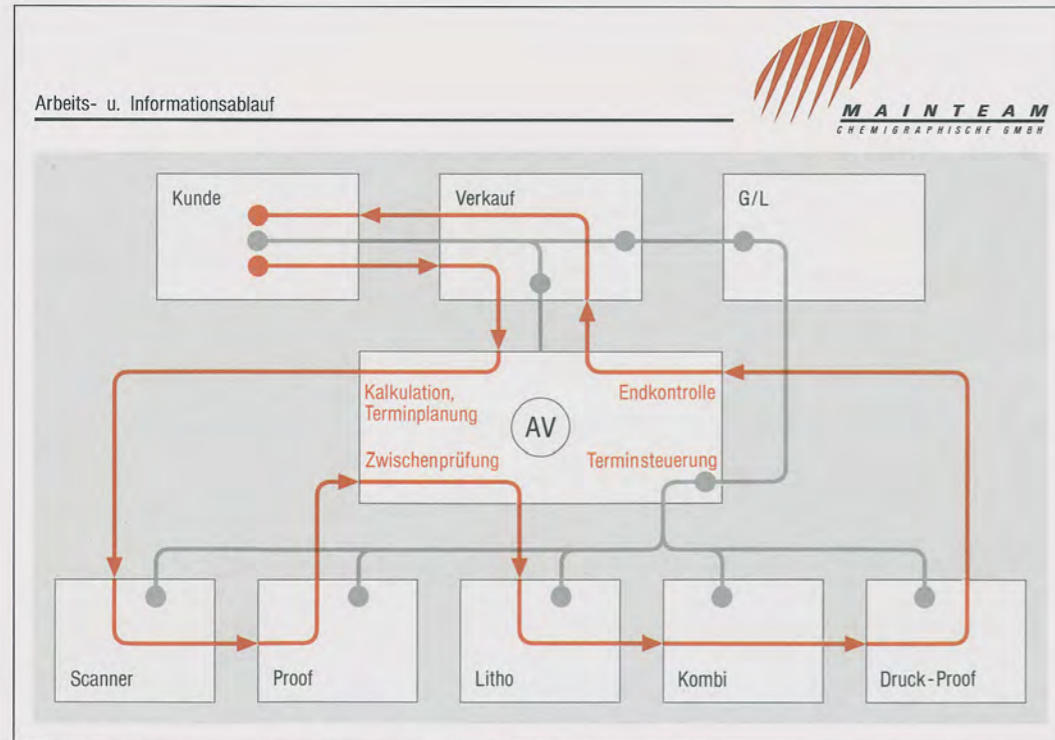 Arbeits- u. Informationsablauf
MAINTEAM
CHEMIGRAPHISCHE GMBH
Kunde
Verkauf
G/L
Kalkulation,
Terminplanung
Endkontrolle
AV
Zwischenprüfung
Terminsteuerung
Scanner
Proof
Litho
Kombi
Druck-Proof